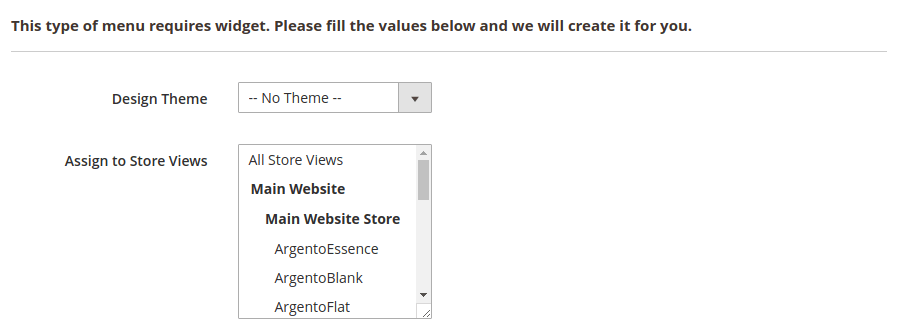 This type of menu requires widget. Please fill the values below and we will create it for you.
Design Theme
-- No Theme --
Assign to Store Views
All Store Views
Main Website
Main Website Store
ArgentoEssence
ArgentoBlank
ArgentoFlat